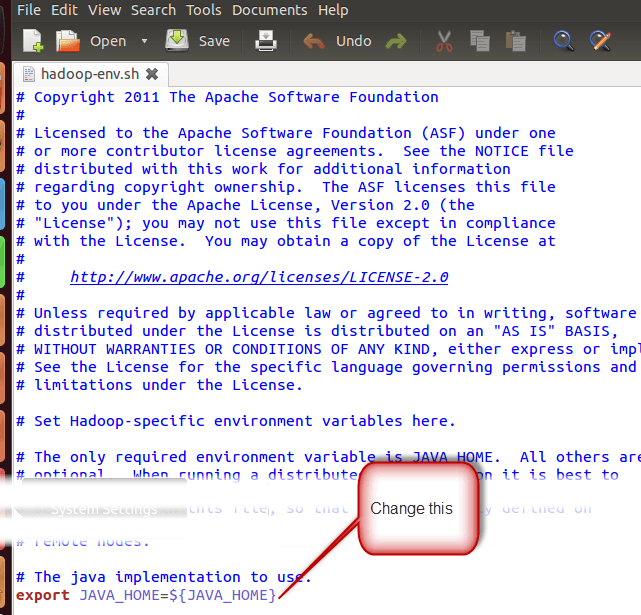 File Edit View Search Tools Documents Help
Open Save Undo
hadoop-env.sh
# Copyright 2011 The Apache Software Foundation
#
# Licensed to the Apache Software Foundation (ASF) under one
# or more contributor license agreements.  See the NOTICE file
# distributed with this work for additional information
# regarding copyright ownership.  The ASF licenses this file
# to you under the Apache License, Version 2.0 (the
# "License"); you may not use this file except in compliance
# with the License.  You may obtain a copy of the License at
#
#     http://www.apache.org/licenses/LICENSE-2.0
#
# Unless required by applicable law or agreed to in writing, software
# distributed under the License is distributed on an "AS IS" BASIS,
# WITHOUT WARRANTIES OR CONDITIONS OF ANY KIND, either express or impl
# See the License for the specific language governing permissions and
# limitations under the License.
# Set Hadoop-specific environment variables here.
# The only required environment variable is JAVA_HOME.  All others are
# optional.  When running a distribute on it is best to
System Settings this file, so that y defined on
# remote nodes.
Change this
# The java implementation to use.
export JAVA_HOME=${JAVA_HOME}